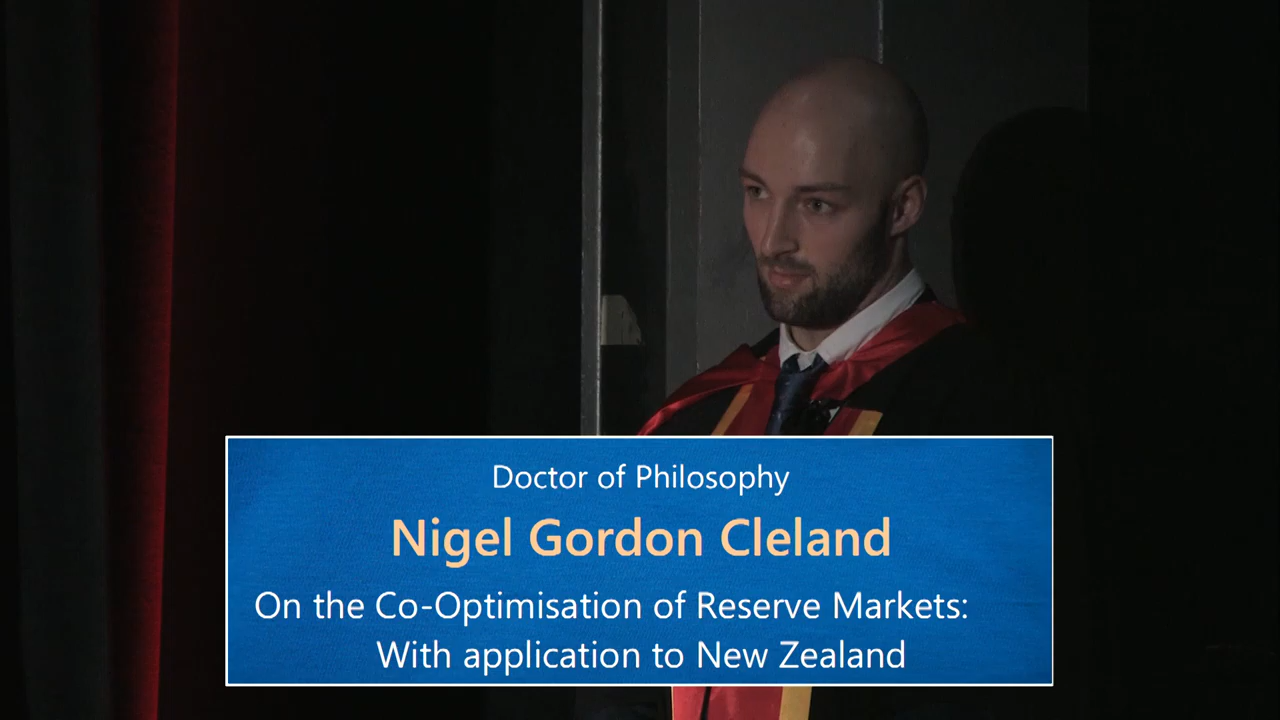 Doctor of Philosophy
Nigel Gordon Cleland
On the Co-Optimisation of Reserve Markets:
With application to New Zealand